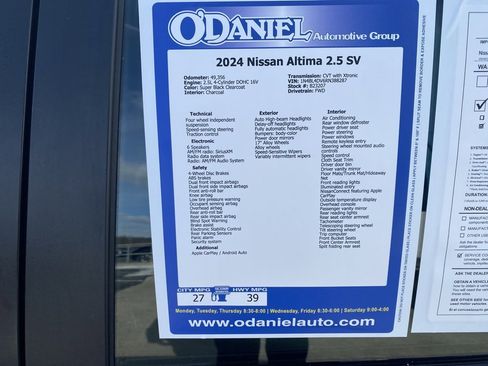 O'DANIEL
Automotive Group
2024 Nissan Altima 2.5 SV
Odometer: 49,356
Engine: 2.5L 4-Cylinder DOHC 16V
Color: Super Black Clearcoat
Interior: Charcoal
Transmission: CVT with Xtronic
VIN: 1N4BL4DV6RN388287
Stock #: B23207
Drivetrain: FWD
Technical
Four wheel independent
suspension
Speed-sensing steering
Traction control
Electronic
4 Speakers
AM/FM radio: SiriusXM
Radio data system
Radio: AM/FM Audio System
Safety
4-Wheel Disc Brakes
ABS brakes
Dual front impact airbags
Dual front side impact airbags
Front anti-roll bar
Knee airbag
Low tire pressure warning
Occupant sensing airbag
Overhead airbag
Rear anti-roll bar
Rear side impact airbag
Blind Spot Warning
Brake assist
Electronic Stability Control
Rear Parking Sensors
Panic alarm
Security system
Additional
Apple CarPlay / Android Auto
Exterior
Auto High-beam Headlights
Delay-off headlights
Fully automatic headlights
Bumpers: body-color
Power door mirrors
17" Alloy Wheels
Alloy wheels
Speed-Sensitive Wipers
Variably intermittent wipers
Interior
Air Conditioning
Rear window defroster
Power driver seat
Power steering
Power windows
Remote keyless entry
Steering wheel mounted audio
controls
Speed control
Cloth Seat Trim
Driver door bin
Driver vanity mirror
Floor Mats/Trunk Mat/Hideaway
Net
Front reading lights
Illuminated entry
NissanConnect featuring Apple
CarPlay
Outside temperature display
Overhead console
Passenger vanity mirror
Rear reading lights
Rear seat center armrest
Tachometer
Telescoping steering wheel
Tilt steering wheel
Trip computer
Front Bucket Seats
Front Center Armrest
Split folding rear seat
CITY MPG
27
HWY MPG
39
Monday, Tuesday, Thursday 8:30-8:00 || Wednesday, Friday 8:30-6:00 || Saturday 9:00-4:00
www.odanielauto.com